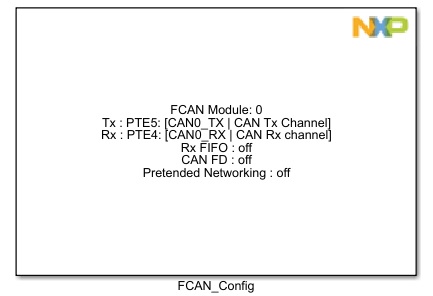 NXP
FCAN Module: 0
Tx : PTE5: [CAN0_TX | CAN Tx Channel]
Rx : PTE4: [CAN0_RX | CAN Rx channel]
Rx FIFO : off
CAN FD : off
Pretended Networking : off
FCAN_Config